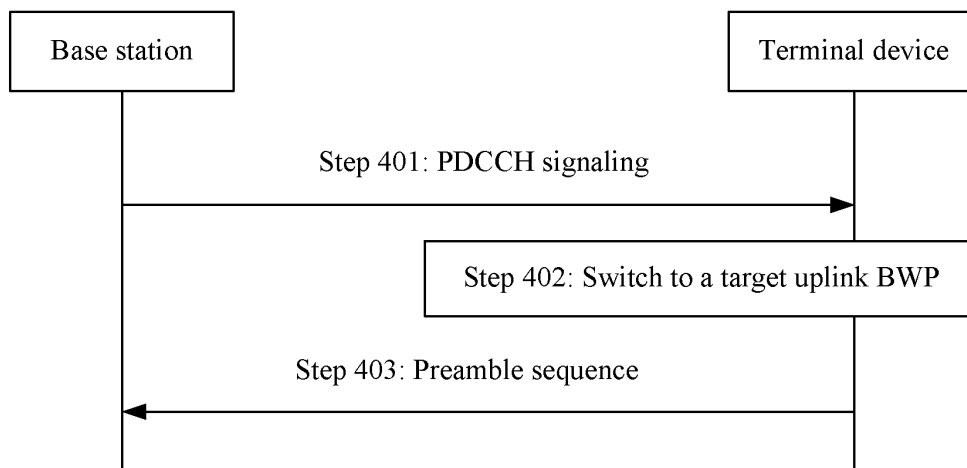 Base station
Terminal device
Step 401: PDCCH signaling
Step 402: Switch to a target uplink BWP
Step 403: Preamble sequence